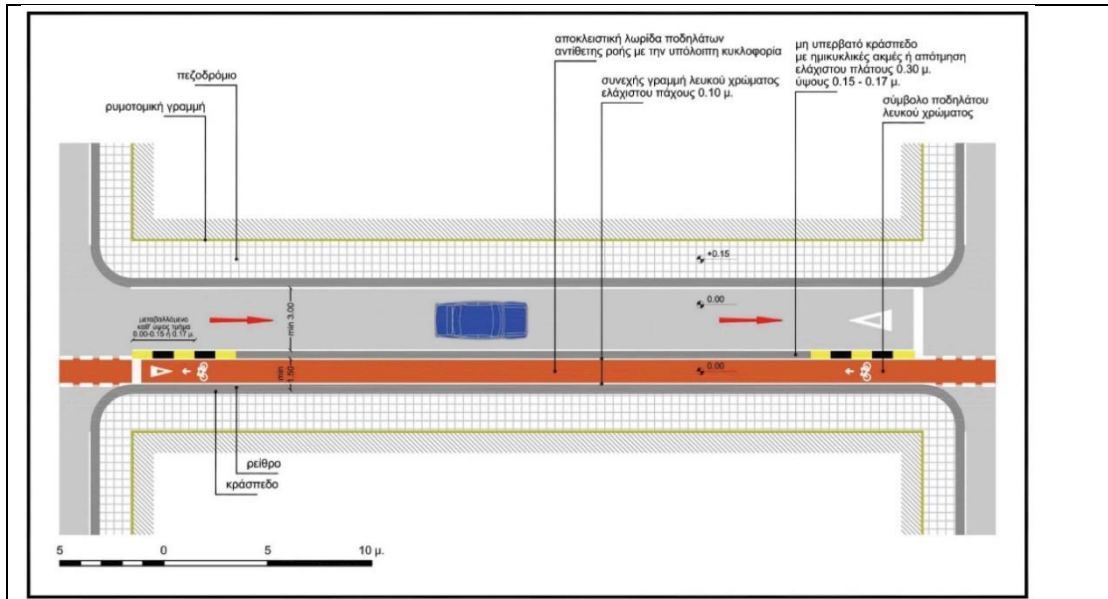 αποκλειστική λωρίδα ποδηλάτων
αντίθετης ροής με την υπόλοιπη κυκλοφορία
μη υπερβατό κράσπεδο
με ημικυκλικές ακμές ή απότμηση
ελάχιστου πλάτους 0.30 μ.
ύψους 0.15 - 0.17 μ.
πεζοδρόμιο
συνεχής γραμμή λευκού χρώματος
ελάχιστου πάχους 0.10 μ.
ρυμοτομική γραμμή
σύμβολο ποδηλάτου
λευκού χρώματος
+0.15
0.00
μεταβαλλόμενο
καθ' ύψος τμήμα
0.00-0.15 ή 0.17 μ.
min 3.00
min
1.50
0.00
ρείθρο
κράσπεδο
5 0 5 10 μ.